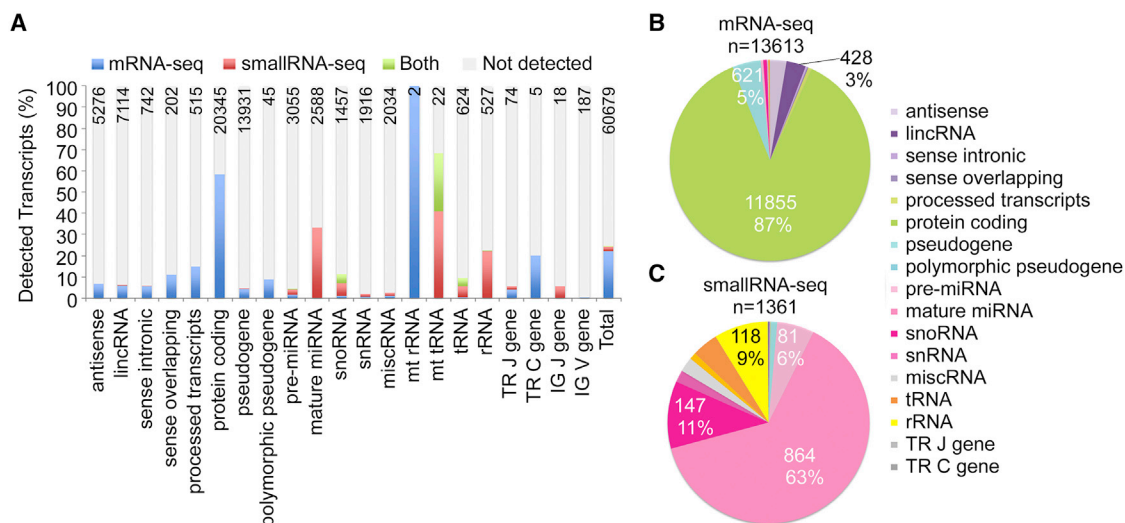 A
mRNA-seq smallRNA-seq Both Not detected
Detected Transcripts (%)
100
90
80
70
60
50
40
30
20
10
0
5276 7114 742 202 515 20345 13931 45 3055 2588 1457 1916 2034 2 22 624 527 74 5 18 187 60679
antisense
lincRNA
sense intronic
sense overlapping
processed transcripts
protein coding
pseudogene
polymorphic pseudogene
pre-miRNA
mature miRNA
snoRNA
snRNA
miscRNA
mt rRNA
mt tRNA
tRNA
rRNA
TR J gene
TR C gene
IG J gene
IG V gene
Total
B
mRNA-seq
n=13613
428
3%
621
5%
11855
87%
C
smallRNA-seq
n=1361
118
9%
81
6%
147
11%
864
63%
antisense
lincRNA
sense intronic
sense overlapping
processed transcripts
protein coding
pseudogene
polymorphic pseudogene
pre-miRNA
mature miRNA
snoRNA
snRNA
miscRNA
tRNA
rRNA
TR J gene
TR C gene